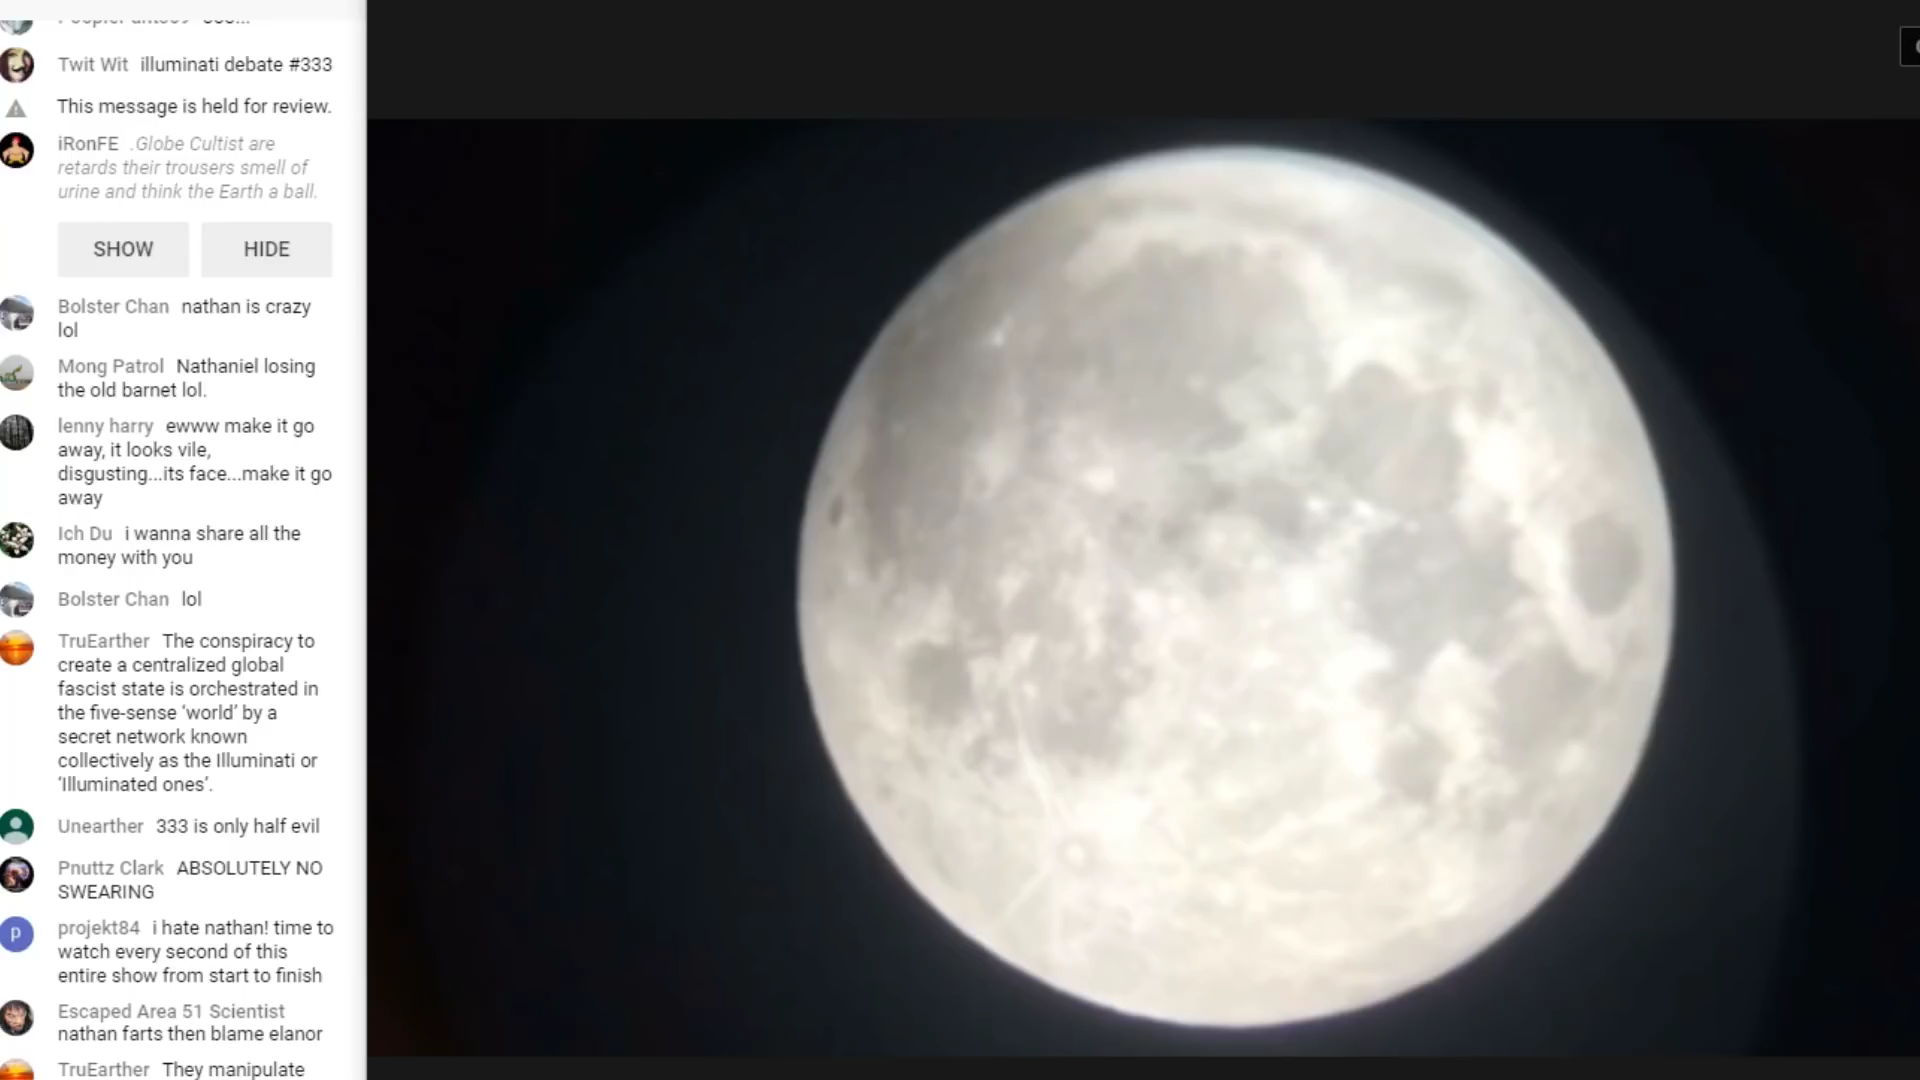 Twit Wit illuminati debate #333
This message is held for review.
iRonFE .Globe Cultist are
retards their trousers smell of
urine and think the Earth a ball.
SHOW HIDE
Bolster Chan nathan is crazy
lol
Mong Patrol Nathaniel losing
the old barnet lol.
lenny harry ewww make it go
away, it looks vile,
disgusting...its face...make it go
away
Ich Du i wanna share all the
money with you
Bolster Chan lol
TruEarther The conspiracy to
create a centralized global
fascist state is orchestrated in
the five-sense ‘world’ by a
secret network known
collectively as the Illuminati or
‘Illuminated ones’.
Unearther 333 is only half evil
Pnuttz Clark ABSOLUTELY NO
SWEARING
P projekt84 i hate nathan! time to
watch every second of this
entire show from start to finish
Escaped Area 51 Scientist
nathan farts then blame elanor
TruEarther They manipulate